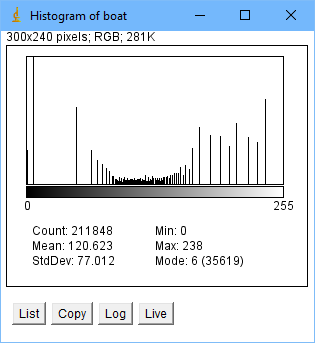 Histogram of boat
300x240 pixels; RGB; 281K
0 255
Count: 211848 Min: 0
Mean: 120.623 Max: 238
StdDev: 77.012 Mode: 6 (35619)
List Copy Log Live